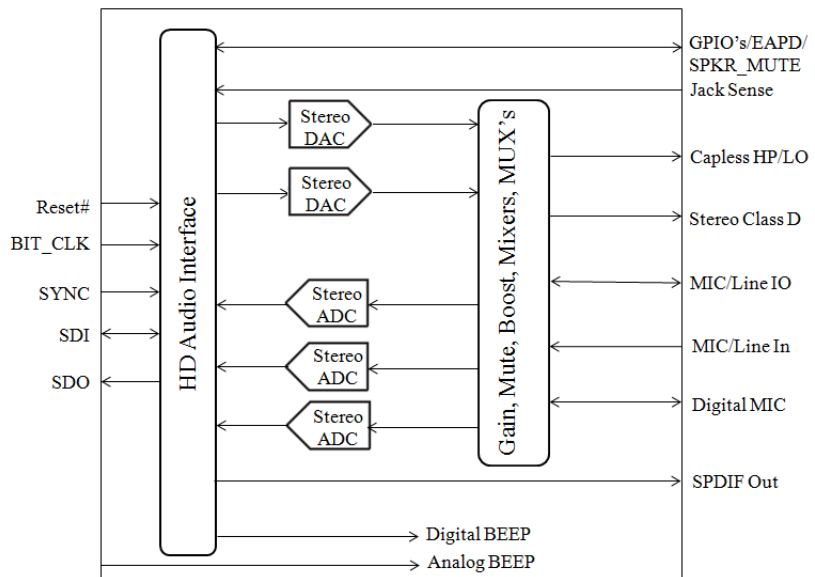 GPIO's/EAPD/
SPKR_MUTE
Jack Sense
Stereo
DAC
Capless HP/LO
Stereo
DAC
Reset#
Stereo Class D
BIT_CLK
HD Audio Interface
Gain, Mute, Boost, Mixers, MUX's
SYNC
Stereo
ADC
MIC/Line IO
SDI
MIC/Line In
Stereo
ADC
SDO
Digital MIC
Stereo
ADC
SPDIF Out
Digital BEEP
Analog BEEP